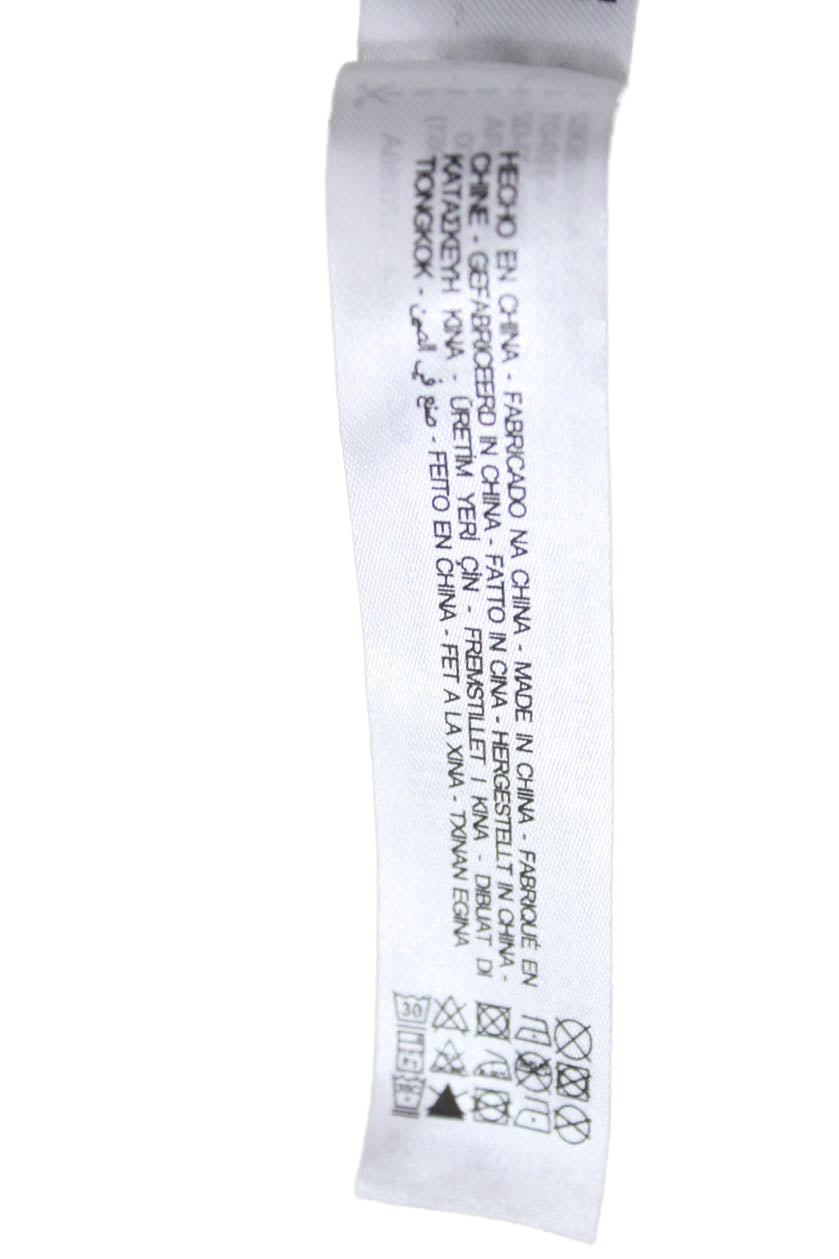 HECHO EN CHINA - FABRICADO NA CHINA - MADE IN CHINA - FABRIQUÉ EN
CHINE - GEFABRICEERD IN CHINA - FATTO IN CINA - HERGESTELLT IN CHINA -
ΚΑΤΑΣΚΕΥΗ ΚΙΝΑ - ÜRETİM YERİ ÇİN - FREMSTILLET I KINA - DIBUAT DI
TIONGKOK - صنع في الصين - FEITO EN CHINA - FET A LA XINA - TXINAN EGINA
30